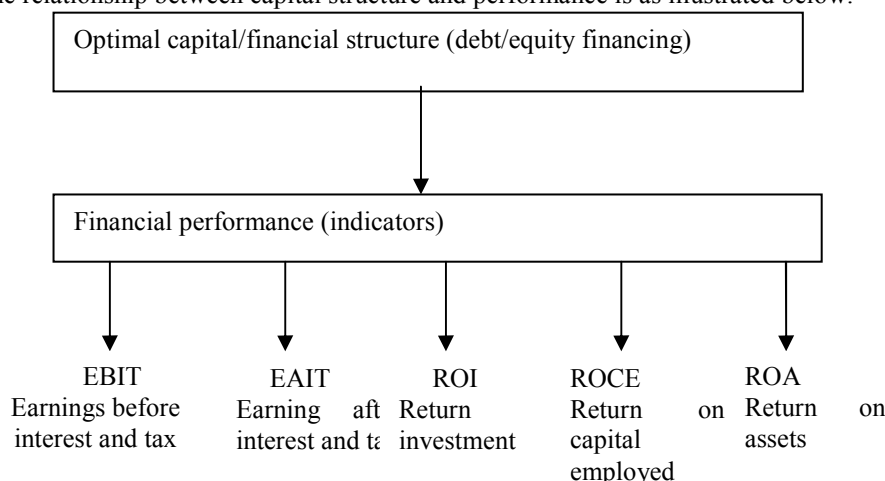 e relationship between capital structure and performance is as illustrated below:
Optimal capital/financial structure (debt/equity financing)
Financial performance (indicators)
EBIT
Earnings before
interest and tax
EAIT
Earning aft
interest and ta
ROI
Return
investment
ROCE
Return on
capital
employed
ROA
Return on
assets